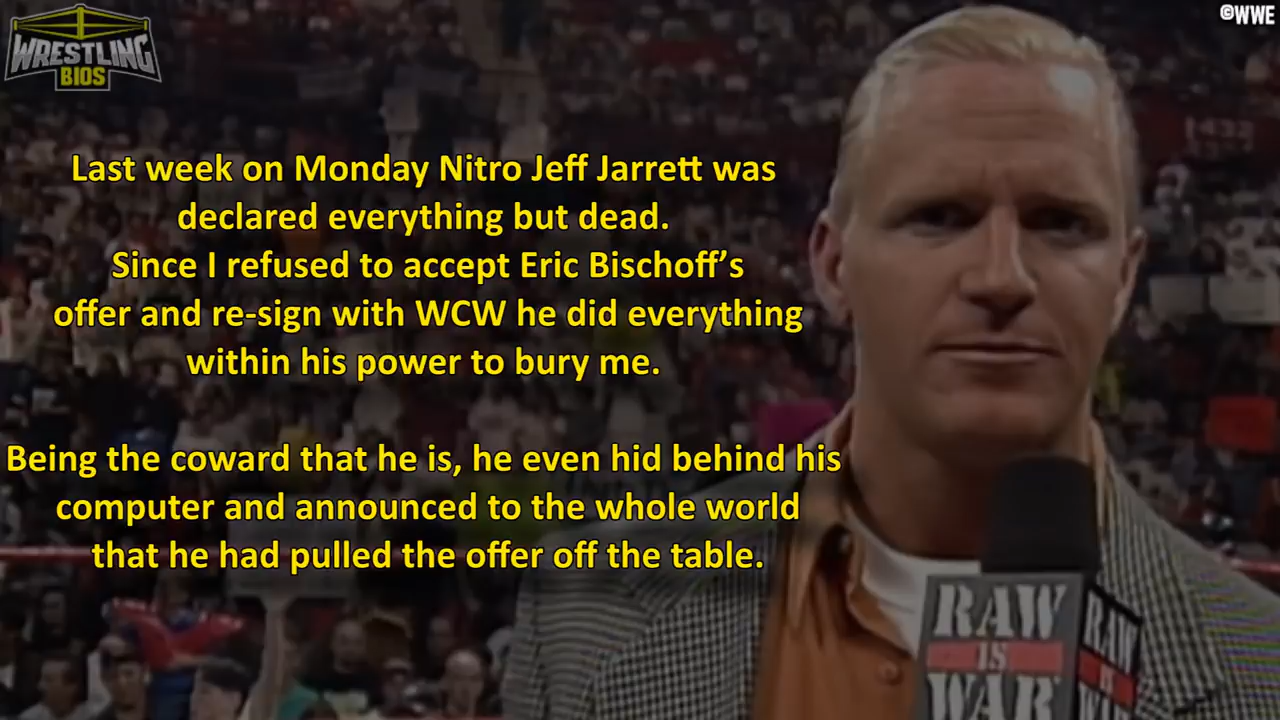 ©WWE
WRESTLING
BIOS
Last week on Monday Nitro Jeff Jarrett was
declared everything but dead.
Since I refused to accept Eric Bischoff’s
offer and re-sign with WCW he did everything
within his power to bury me.
Being the coward that he is, he even hid behind his
computer and announced to the whole world
that he had pulled the offer off the table.
RAW
IS
WAR
RAW